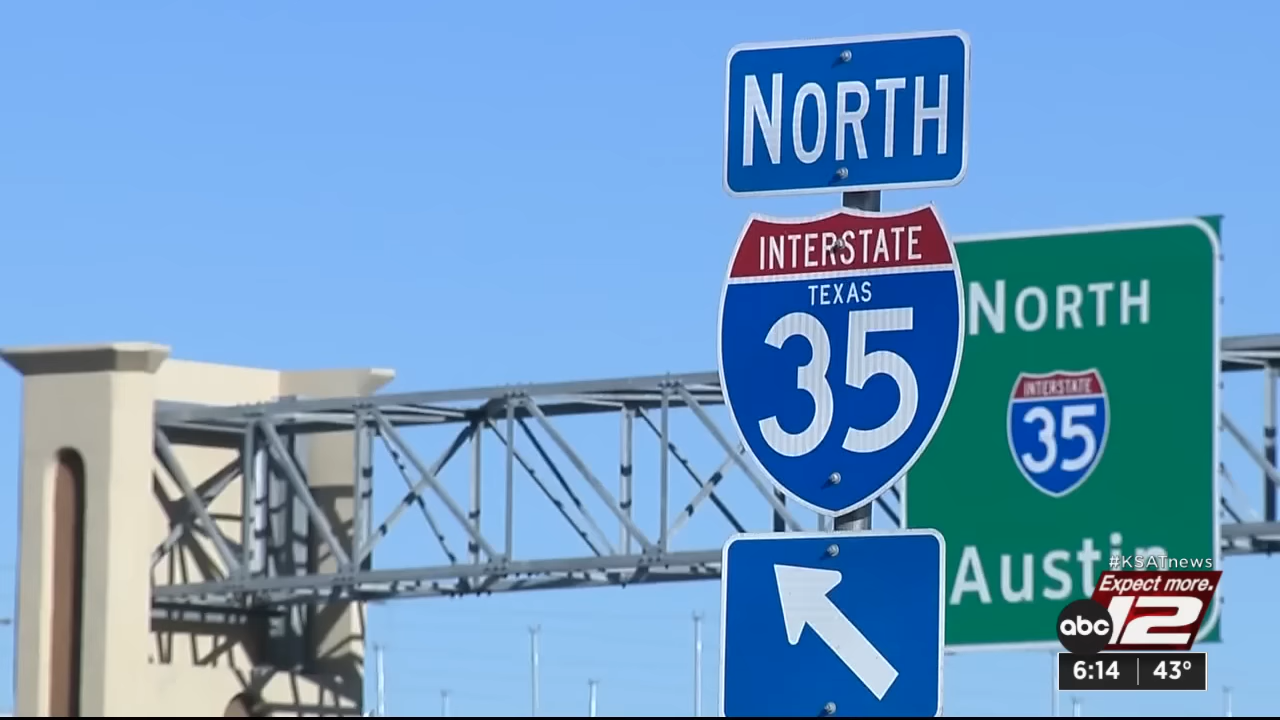 NORTH
INTERSTATE
TEXAS
35
NORTH
INTERSTATE
35
Austin
#KSATnews
Expect more.
abc 12
6:14 43°